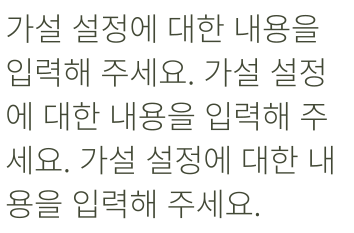 가설 설정에 대한 내용을
입력해 주세요. 가설 설정
에 대한 내용을 입력해 주
세요. 가설 설정에 대한 내
용을 입력해 주세요.